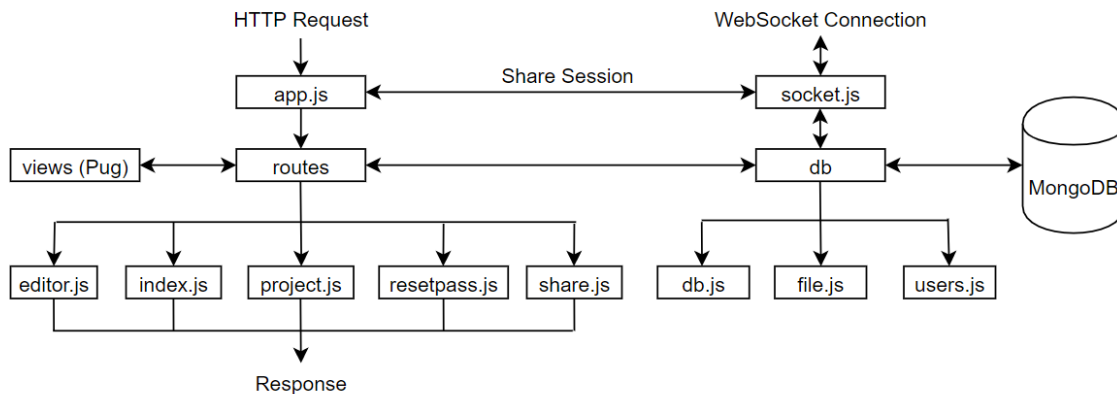 HTTP Request
WebSocket Connection
Share Session
app.js
socket.js
views (Pug)
routes
db
MongoDB
editor.js
index.js
project.js
resetpass.js
share.js
db.js
file.js
users.js
Response